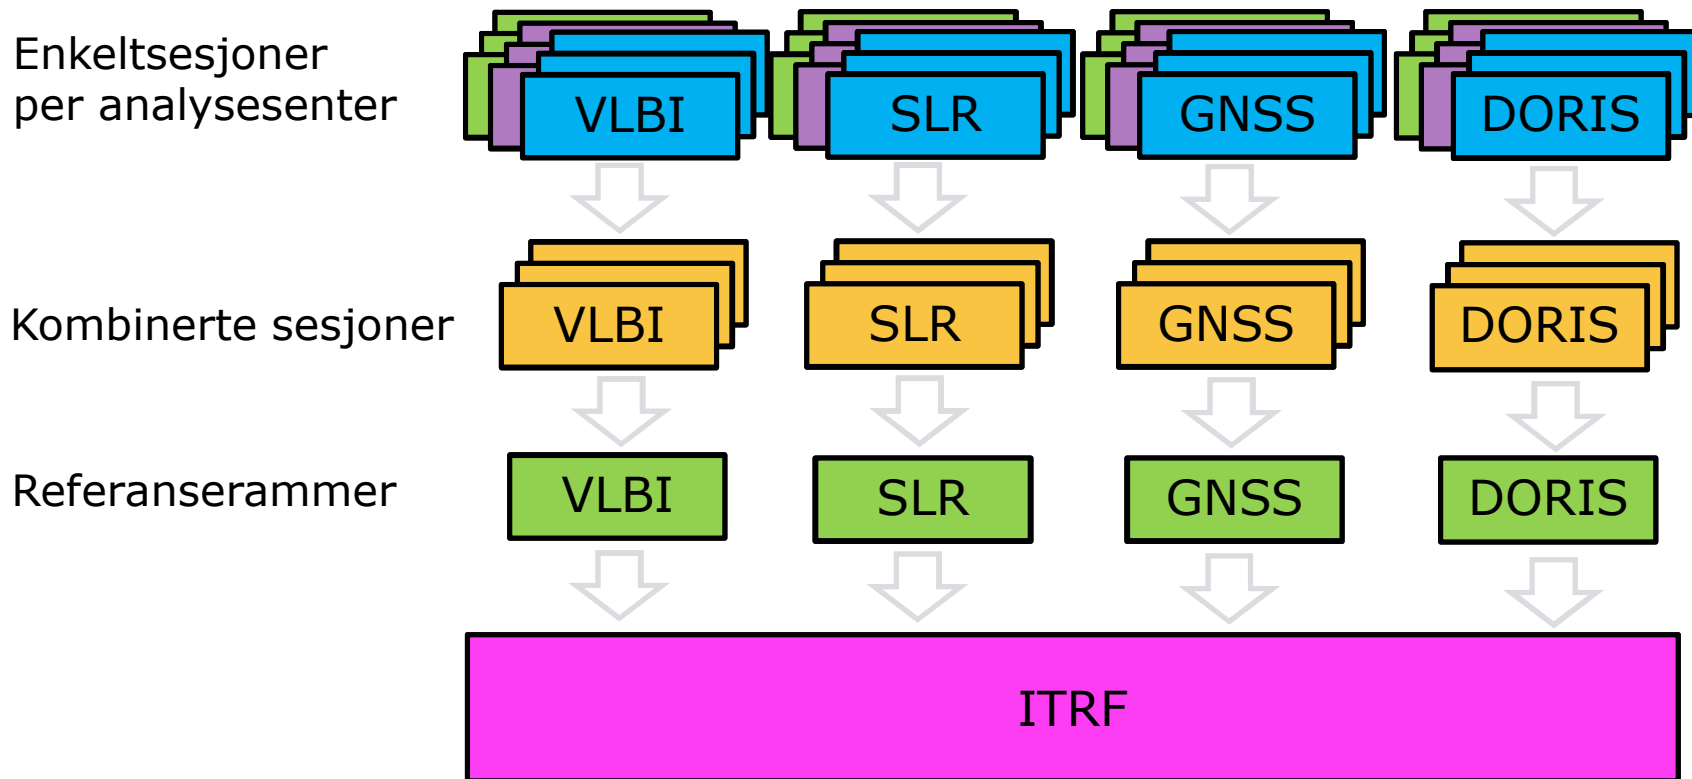 Enkeltsesjoner
per analysesenter
VLBI SLR GNSS DORIS
Kombinerte sesjoner
VLBI SLR GNSS DORIS
Referanserammer
VLBI SLR GNSS DORIS
ITRF